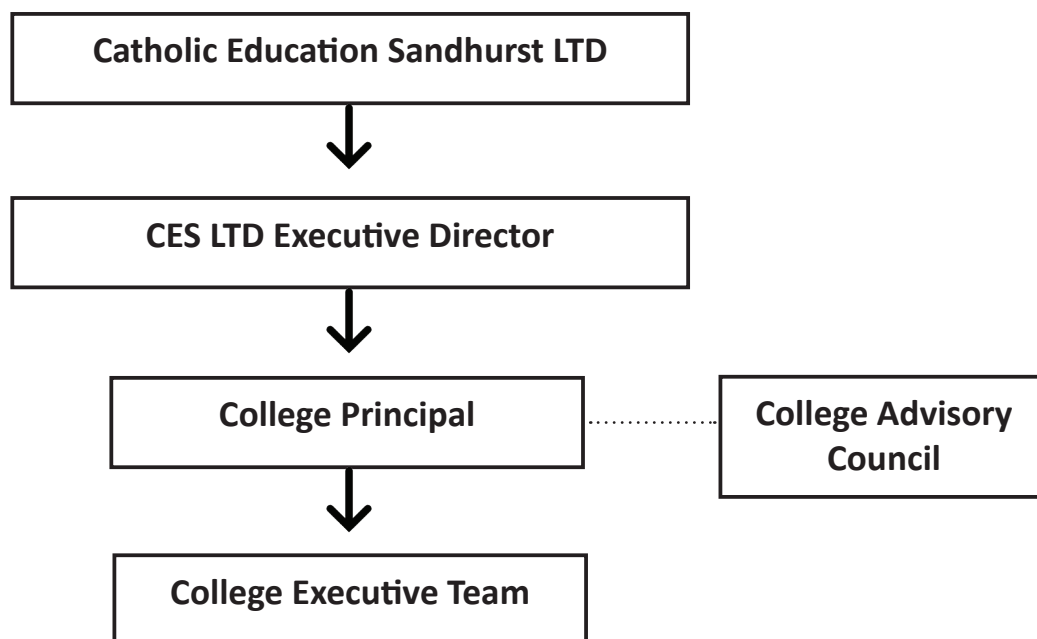 Catholic Education Sandhurst LTD
CES LTD Executive Director
College Principal
College Advisory
Council
College Executive Team